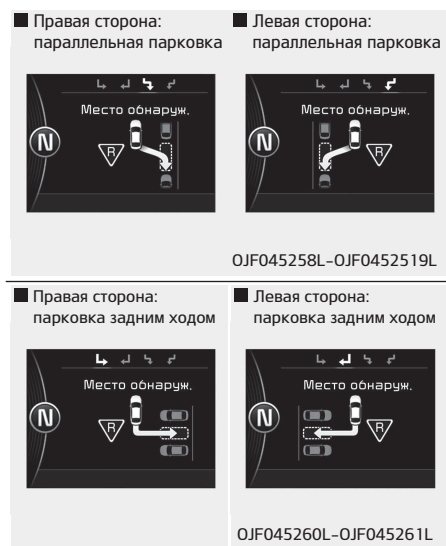 Правая сторона:
параллельная парковка
Место обнаруж.
N
R
Левая сторона:
параллельная парковка
Место обнаруж.
N
R
OJF045258L-OJF0452519L
Правая сторона:
парковка задним ходом
Место обнаруж.
N
R
Левая сторона:
парковка задним ходом
Место обнаруж.
N
R
OJF045260L-OJF045261L